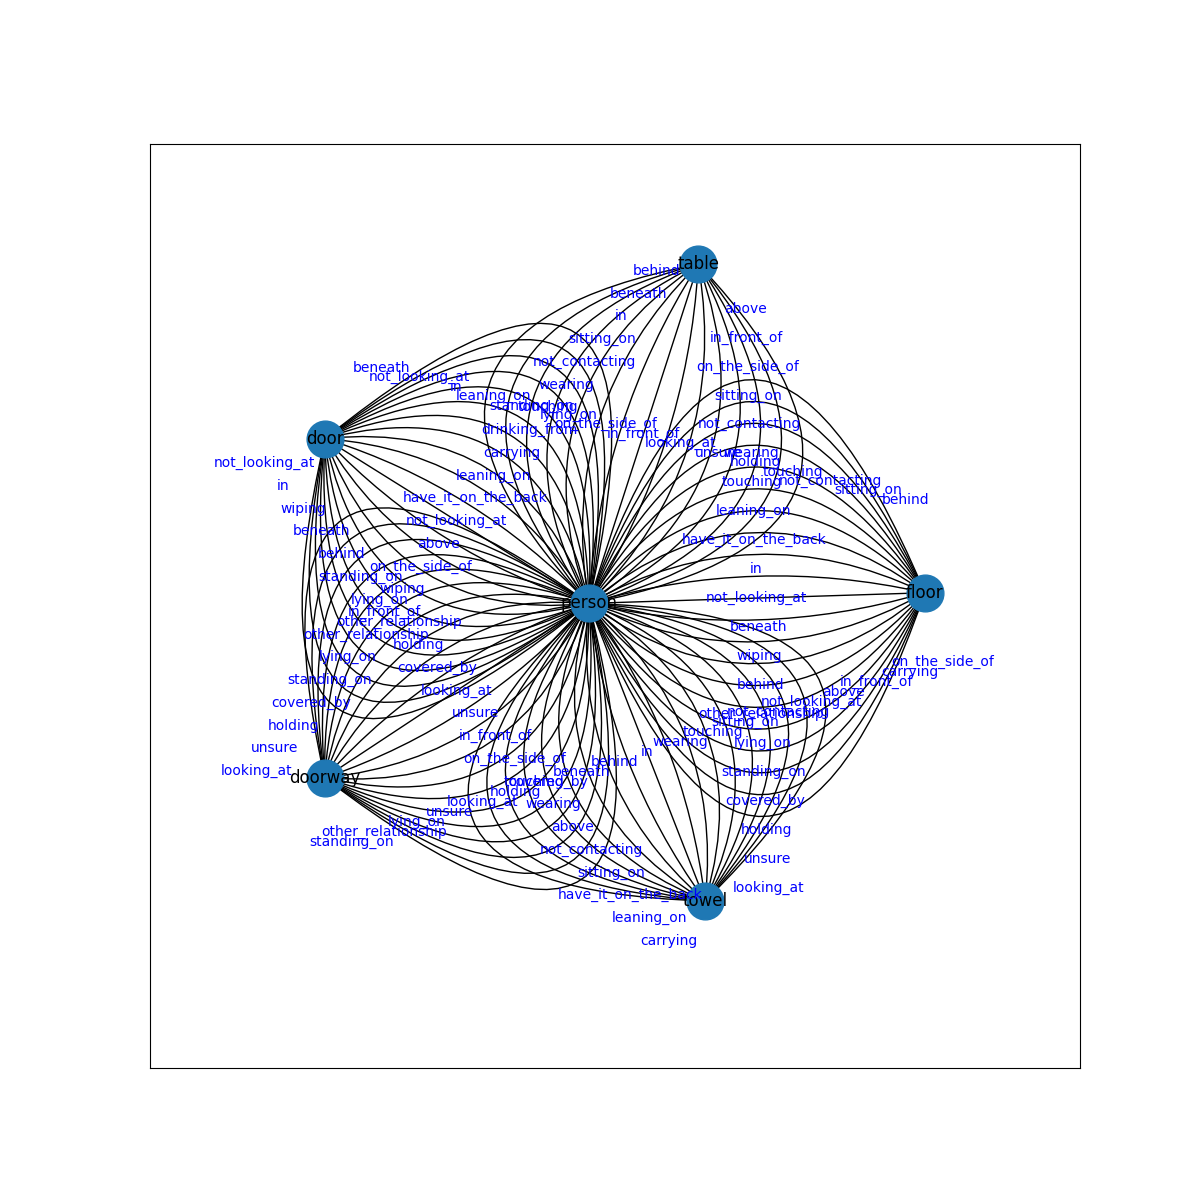 table
behind
beneath
above
in
in_front_of
sitting_on
not_contacting
on_the_side_of
beneath
not_looking_at
in
wearing
leaning_on
sitting_on
standing_on
touching
lying_on
on_the_side_of
not_contacting
drinking_from
in_front_of
door
looking_at
carrying
unsure
wearing
not_looking_at
holding
touching
leaning_on
not_contacting
in
touching
sitting_on
have_it_on_the_back
behind
wiping
leaning_on
not_looking_at
beneath
above
have_it_on_the_back
behind
on_the_side_of
in
standing_on
wiping
floor
lying_on
not_looking_at
person
in_front_of
other_relationship
beneath
other_relationship
holding
lying_on
wiping
covered_by
on_the_side_of
standing_on
behind
carrying
looking_at
in_front_of
covered_by
above
unsure
not_looking_at
holding
other_relationship
not_contacting
in_front_of
sitting_on
unsure
touching
on_the_side_of
wearing
lying_on
looking_at
in
behind
doorway
beneath
standing_on
touching
covered_by
holding
looking_at
wearing
covered_by
unsure
lying_on
above
holding
other_relationship
standing_on
not_contacting
unsure
sitting_on
looking_at
have_it_on_the_back
towel
leaning_on
carrying